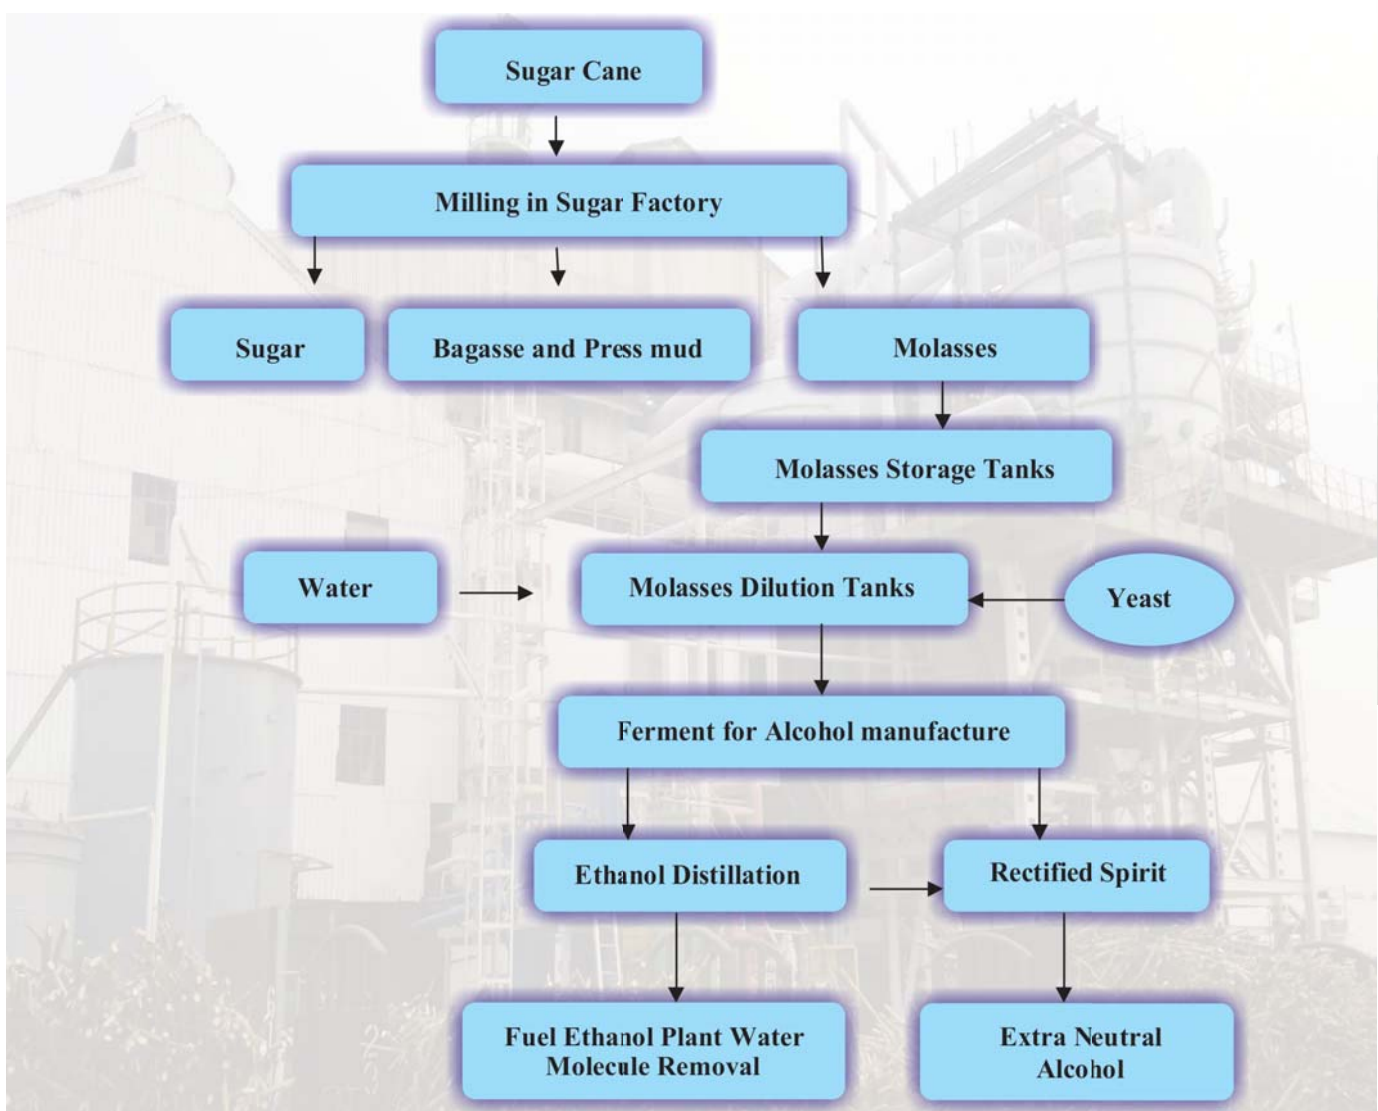 Sugar Cane
Milling in Sugar Factory
Sugar
Bagasse and Press mud
Molasses
Molasses Storage Tanks
Water
Molasses Dilution Tanks
Yeast
Ferment for Alcohol manufacture
Ethanol Distillation
Rectified Spirit
Fuel Ethanol Plant Water
Molecule Removal
Extra Neutral
Alcohol